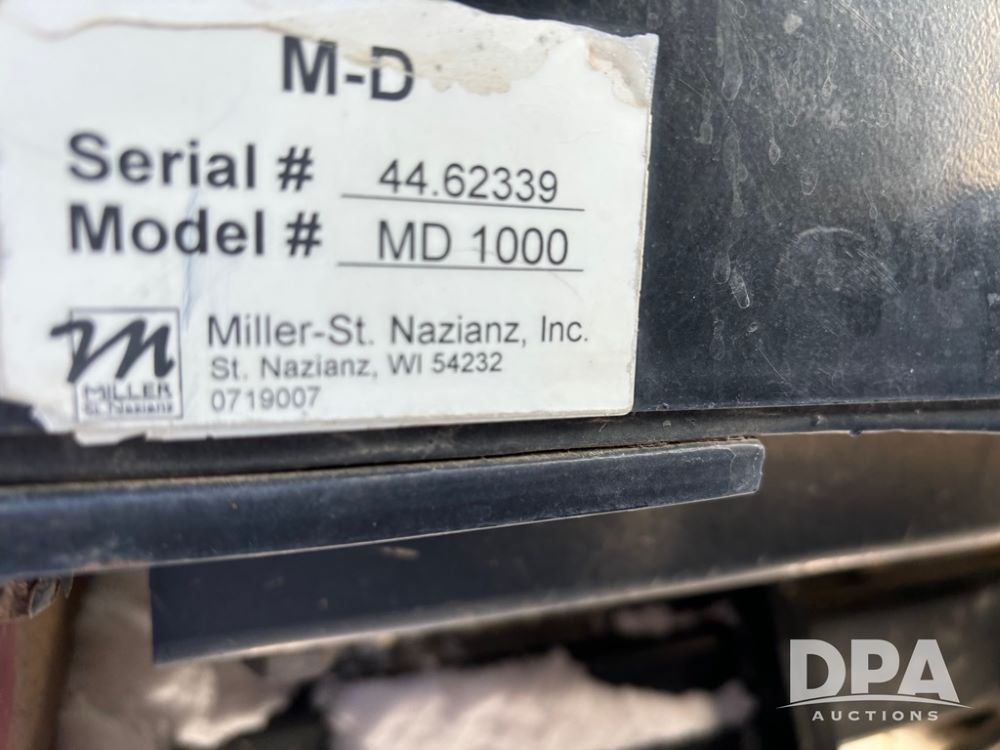 M-D
Serial # 44.62339
Model # MD 1000
m
MILLER
St. Nazianz
Miller-St. Nazianz, Inc.
St. Nazianz, WI 54232
0719007
DPA
AUCTIONS